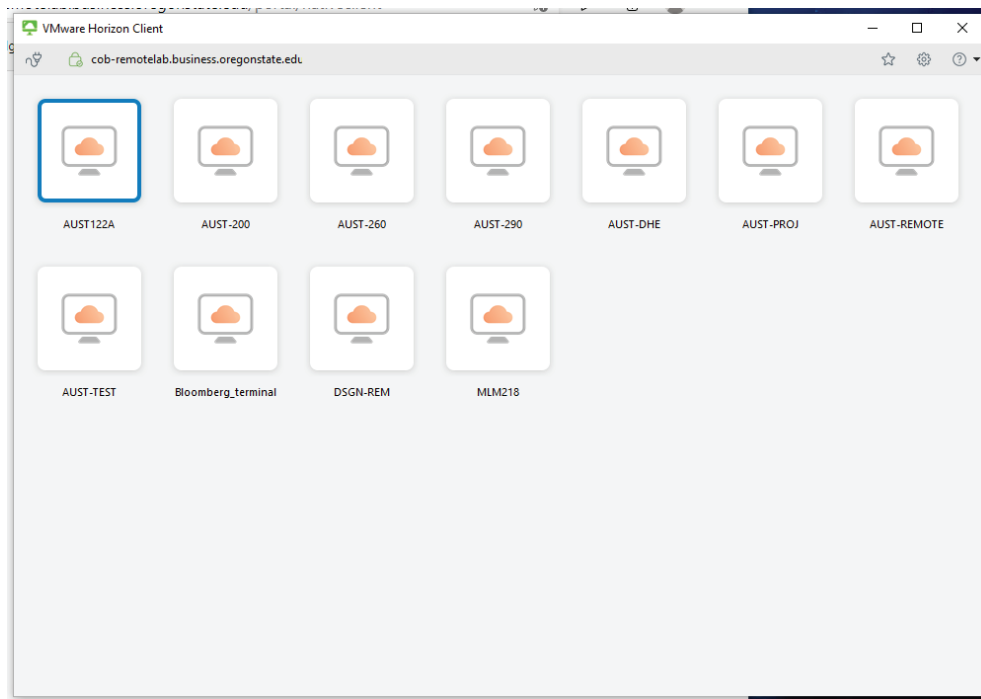 VMware Horizon Client
cob-remotelab.business.oregonstate.edu
AUST122A AUST-200 AUST-260 AUST-290 AUST-DHE AUST-PROJ AUST-REMOTE
AUST-TEST Bloomberg_terminal DSGN-REM MLM218